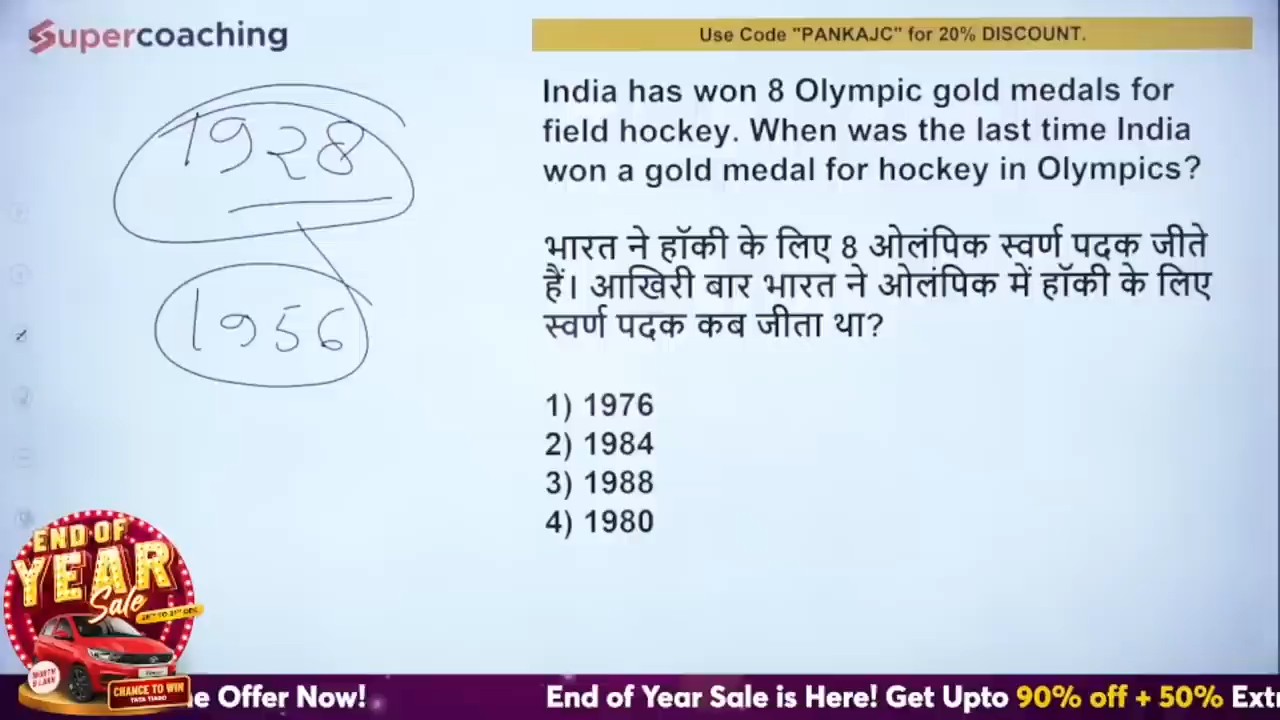 Supercoaching
Use Code "PANKAJC" for 20% DISCOUNT.
1928
1956
India has won 8 Olympic gold medals for
field hockey. When was the last time India
won a gold medal for hockey in Olympics?
भारत ने हॉकी के लिए 8 ओलंपिक स्वर्ण पदक जीते
हैं। आखिरी बार भारत ने ओलंपिक में हॉकी के लिए
स्वर्ण पदक कब जीता था?
1) 1976
2) 1984
3) 1988
4) 1980
END OF
YEAR
Sale
CHANCE TO WIN
TATA TIAGO
e Offer Now!
End of Year Sale is Here! Get Upto 90% off + 50% Ext